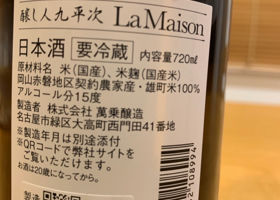 醸し人九平次 La Maison
日本酒 要冷蔵 内容量720ml
原材料名 米(国産)、米麹(国産米)
岡山赤磐地区契約農家産・雄町米100%
アルコール分15度
製造者 株式会社 萬乗醸造
名古屋市緑区大高町西門田41番地
※製造年月は別途添付
※QRコードで弊社サイトを
ご覧いただけます。
お酒は20歳になってから。
製造
2108994